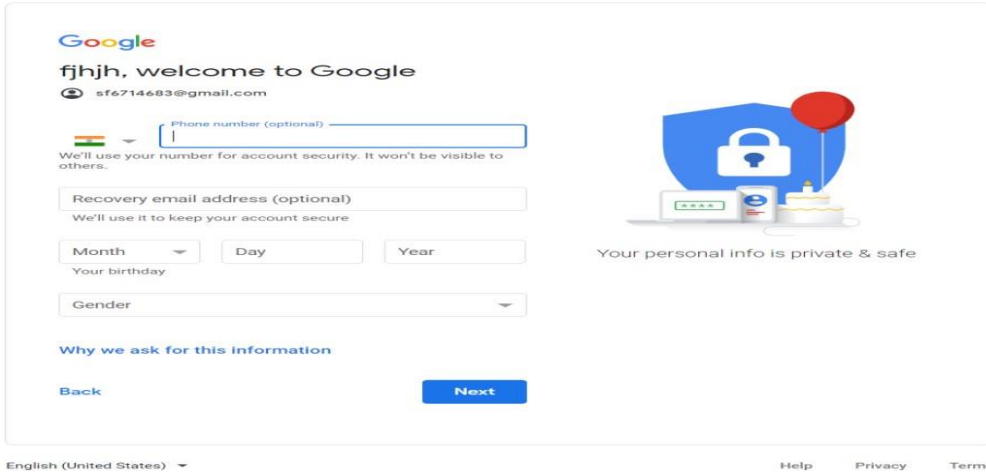 Google
fjhjh, welcome to Google
sf6714683@gmail.com
Phone number (optional)
We'll use your number for account security. It won't be visible to
others.
Recovery email address (optional)
We'll use it to keep your account secure
Month Day Year
Your birthday
Gender
Why we ask for this information
Back Next
****
Your personal info is private & safe
English (United States) Help Privacy Term